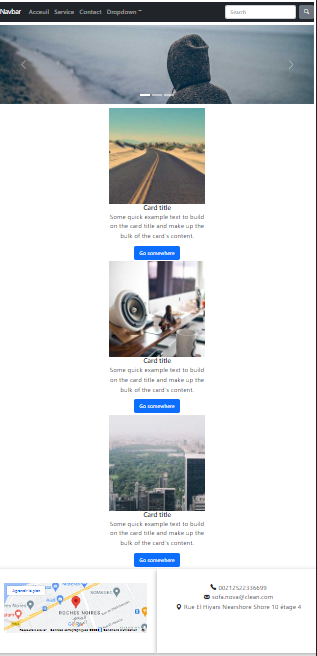 Navbar Acceuil Service Contact Dropdown Search
Card title
Some quick example text to build
on the card title and make up the
bulk of the card's content.
Go somewhere
Card title
Some quick example text to build
on the card title and make up the
bulk of the card's content.
Go somewhere
Card title
Some quick example text to build
on the card title and make up the
bulk of the card's content.
Go somewhere
ROCHES NOIRES
00212522336699
sofa.nova@clean.com
Rue El Hiyani Nearshore Shore 10 étage 4